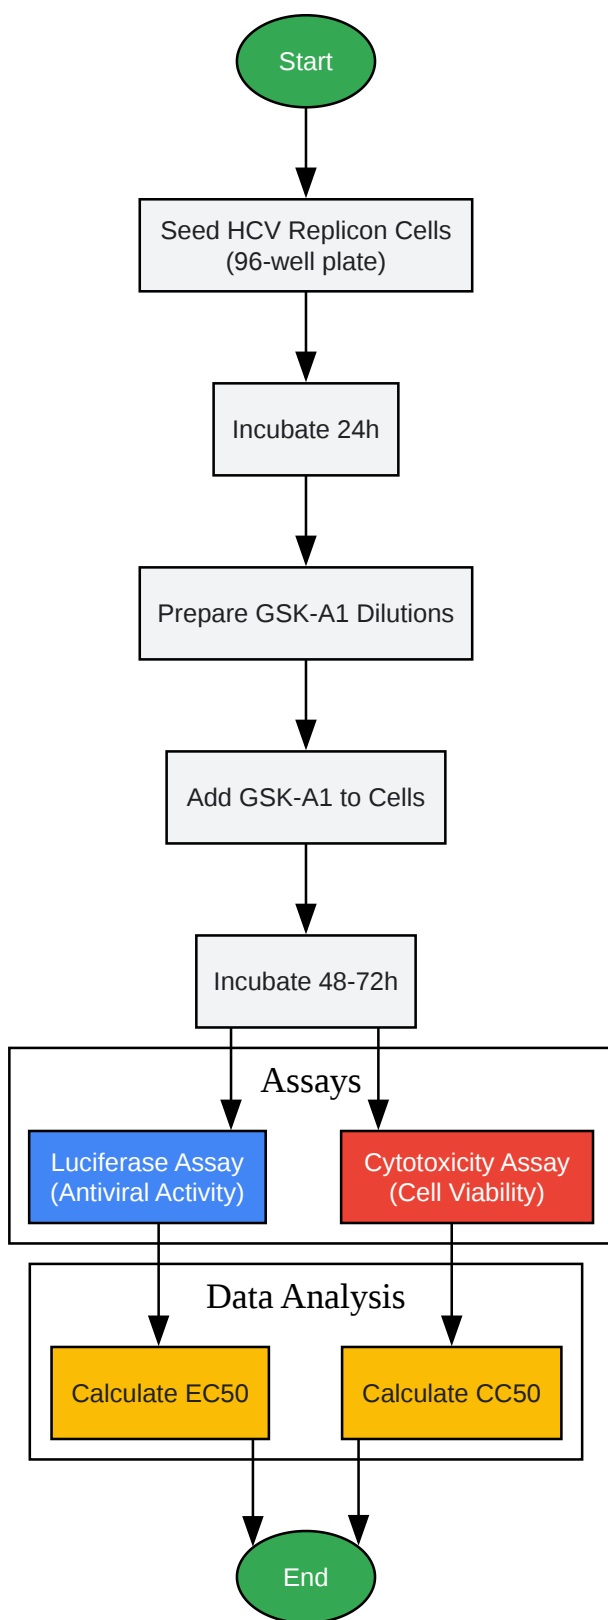 Start
Seed HCV Replicon Cells
(96-well plate)
Incubate 24h
Prepare GSK-A1 Dilutions
Add GSK-A1 to Cells
Incubate 48-72h
Assays
Luciferase Assay
(Antiviral Activity)
Cytotoxicity Assay
(Cell Viability)
Data Analysis
Calculate EC50
Calculate CC50
End